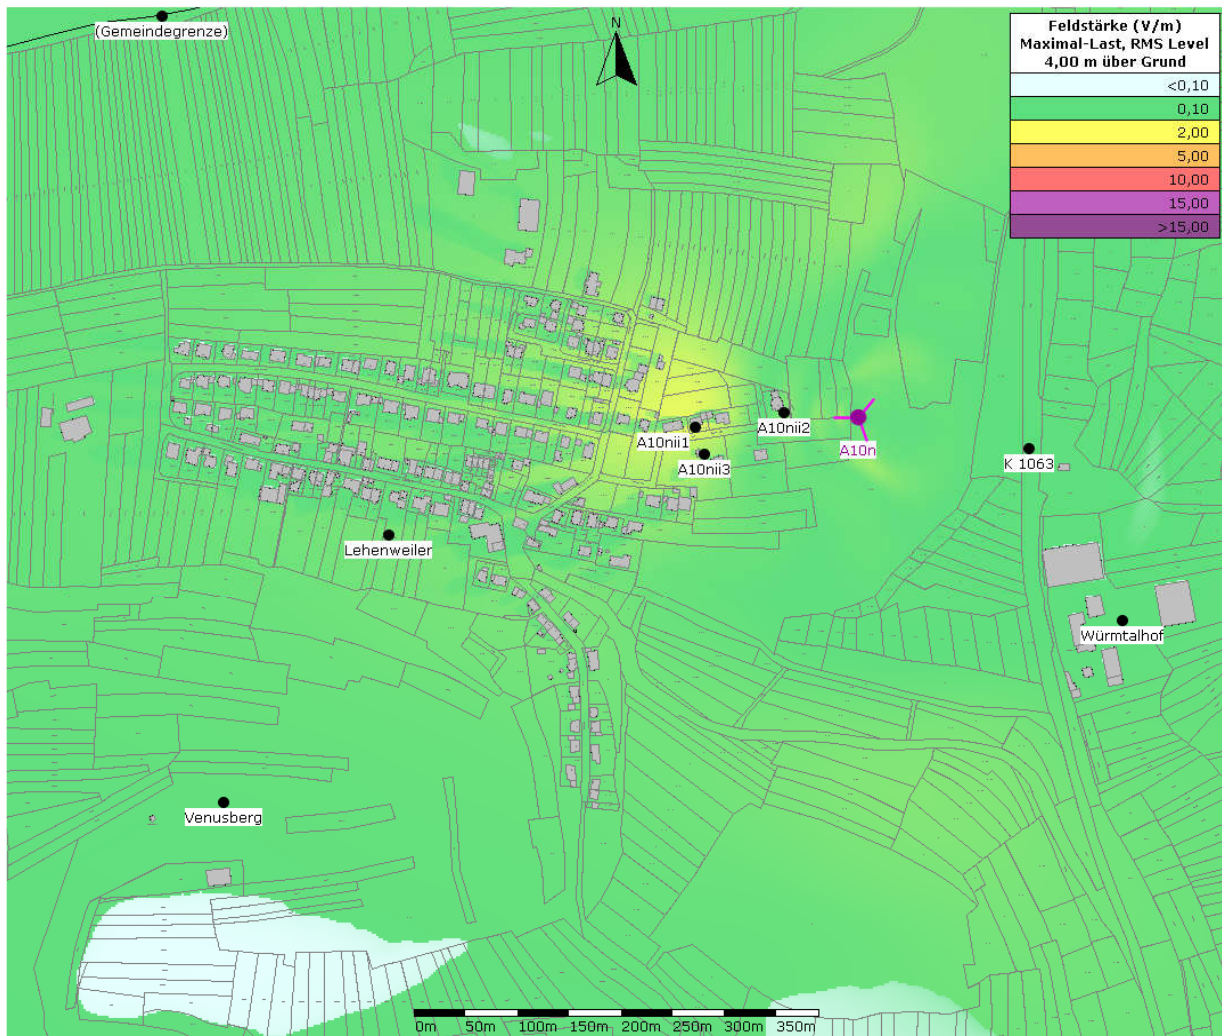 (Gemeindegrenze)
N
Feldstärke (V/m)
Maximal-Last, RMS Level
4,00 m über Grund
<0,10
0,10
2,00
5,00
10,00
15,00
>15,00
A10nii1
A10nii2
A10nii3
A10n
K 1063
Lehenweiler
Würmtalhof
Venusberg
0m 50m 100m 150m 200m 250m 300m 350m